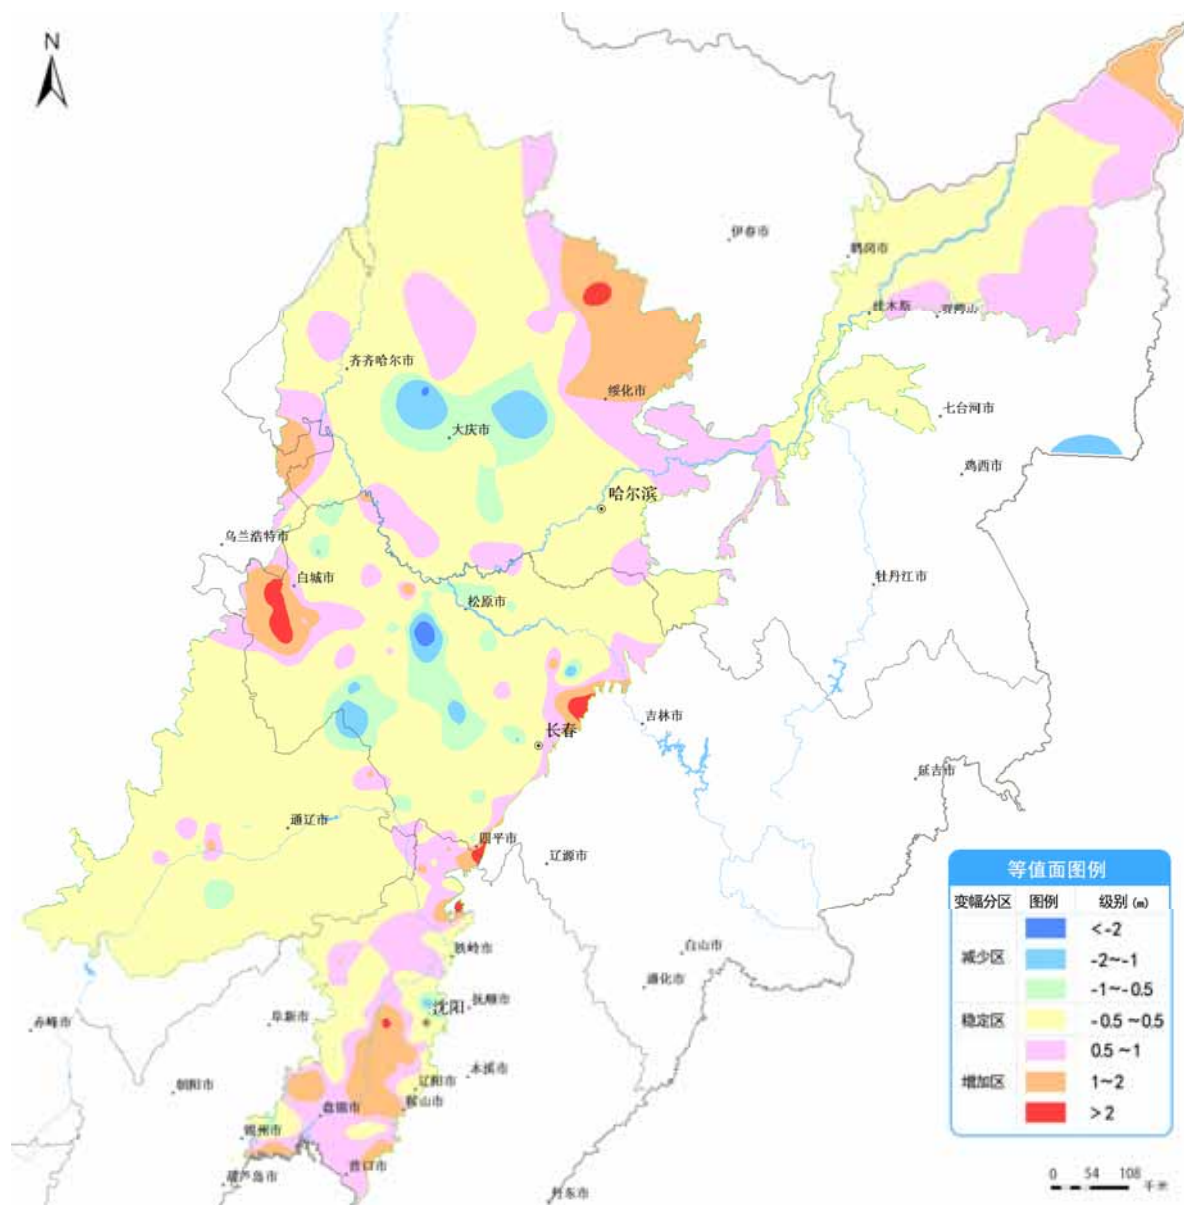 N
伊春市
鹤岗市
佳木斯
双鸭山
齐齐哈尔市
绥化市
七台河市
大庆市
鸡西市
哈尔滨
乌兰浩特市
白城市
牡丹江市
松原市
吉林市
长春
延吉市
通辽市
四平市
辽源市
等值面图例
变幅分区 图例 级别 (m)
<-2
减少区 -2~-1
-1~-0.5
稳定区 -0.5~0.5
0.5~1
增加区 1~2
>2
铁岭市
白山市
通化市
抚顺市
沈阳
赤峰市
阜新市
本溪市
辽阳市
朝阳市
鞍山市
盘锦市
锦州市
营口市
葫芦岛市
丹东市
0 54 108
千米